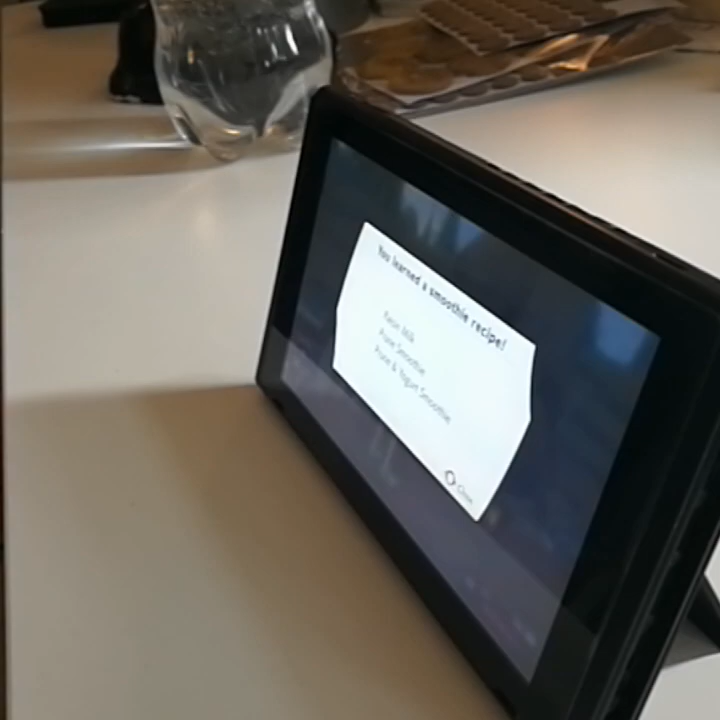 You learned a smoothie recipe!
Raisin Milk
Prune Smoothie
Prune & Yogurt Smoothie
Close